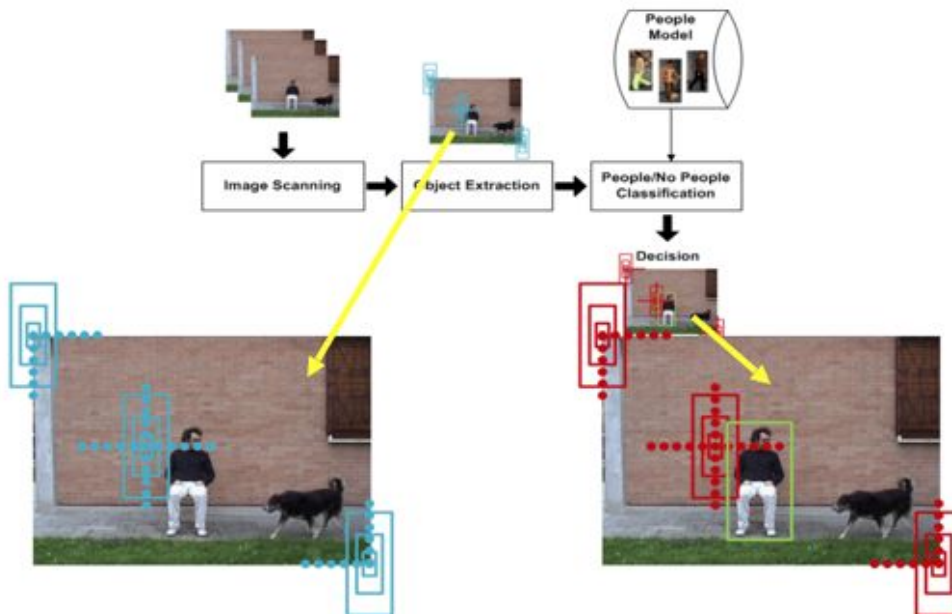 People
Model
Image Scanning
Object Extraction
People/No People
Classification
Decision